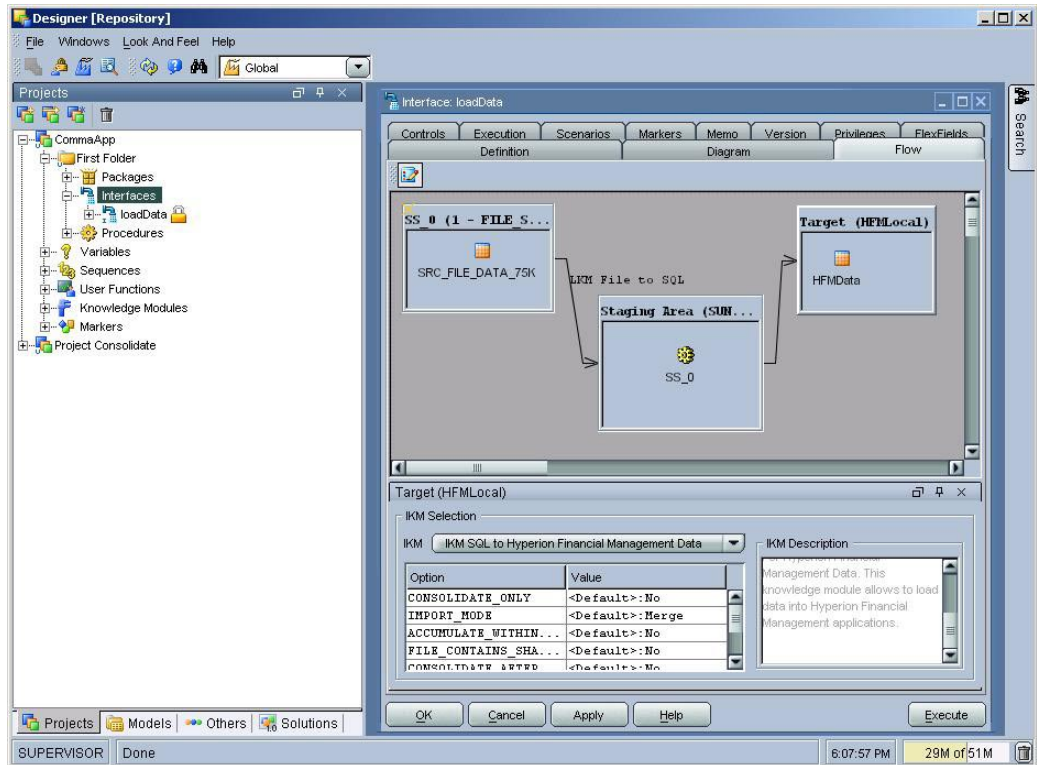 Designer [Repository]
File Windows Look And Feel Help
Global
Projects
CommaApp
First Folder
Packages
Interfaces
loadData
Procedures
Variables
Sequences
User Functions
Knowledge Modules
Markers
Project Consolidate
Projects Models Others Solutions
Interface: loadData
Controls Execution Scenarios Markers Memo Version Privileges FlexFields
Definition Diagram Flow
SS_0 (1 - FILE S...
SRC_FILE_DATA_75K
LKM File to SQL
Staging Area (SUN...
SS_0
Target (HFMLocal)
HFMData
Target (HFMLocal)
IKM Selection
IKM IKM SQL to Hyperion Financial Management Data
Option Value
CONSOLIDATE_ONLY <Default>:No
IMPORT_MODE <Default>:Merge
ACCUMULATE_WITHIN... <Default>:No
FILE_CONTAINS_SHA... <Default>:No
CONSOLIDATE_AFTER <Default>:No
IKM Description
Management Data. This
knowledge module allows to load
data into Hyperion Financial
Management applications.
OK Cancel Apply Help Execute
Search
SUPERVISOR Done 6:07:57 PM 29M of 51M